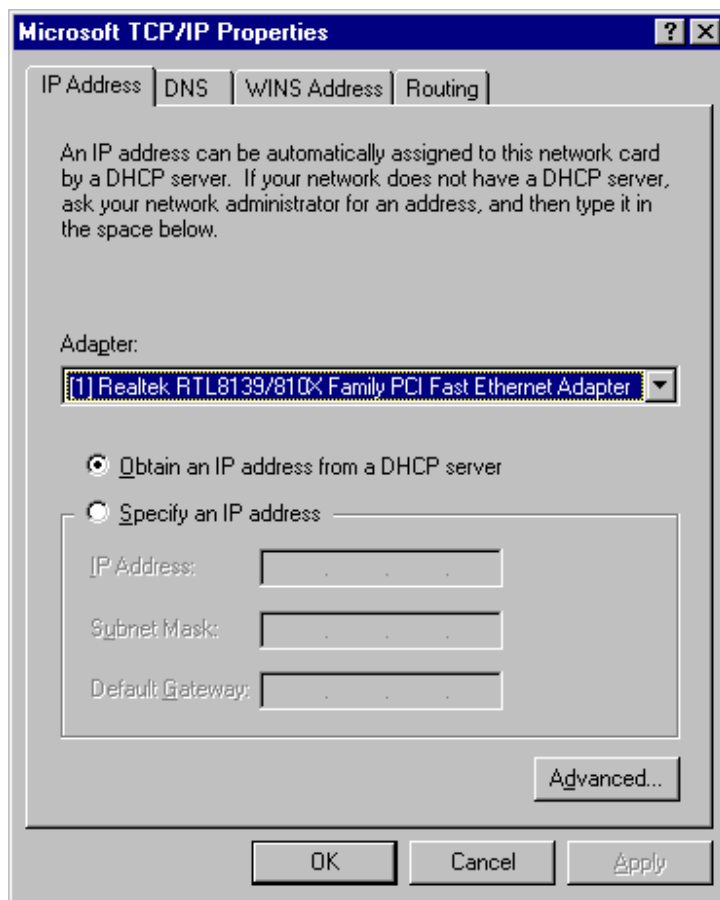 Microsoft TCP/IP Properties
IP Address DNS WINS Address Routing
An IP address can be automatically assigned to this network card
by a DHCP server. If your network does not have a DHCP server,
ask your network administrator for an address, and then type it in
the space below.
Adapter:
[1] Realtek RTL8139/810X Family PCI Fast Ethernet Adapter
Obtain an IP address from a DHCP server
Specify an IP address
IP Address: . . .
Subnet Mask: . . .
Default Gateway: . . .
Advanced...
OK Cancel Apply